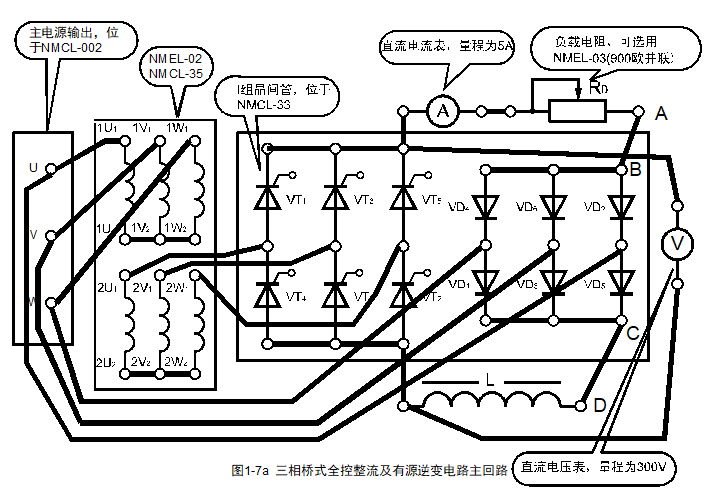 主电源输出，位
于NMCL-002
NMEL-02
NMCL-35
I组晶闸管，位于
NMCL-33
直流电流表，量程为5A
负载电阻，可选用
NMEL-03(900欧并联)
RD
A
A
1U1 1V1 1W1
U
V
W
1U2 1V2
2U1 2V1 2W1
2U2 2V2 2W2
VT1 VT3 VT5
VT4
VD4 VD6 VD2
VD1 VD3 VD5
B
V
C
L
D
直流电压表，量程为300V
图1-7a 三相桥式全控整流及有源逆变电路主回路